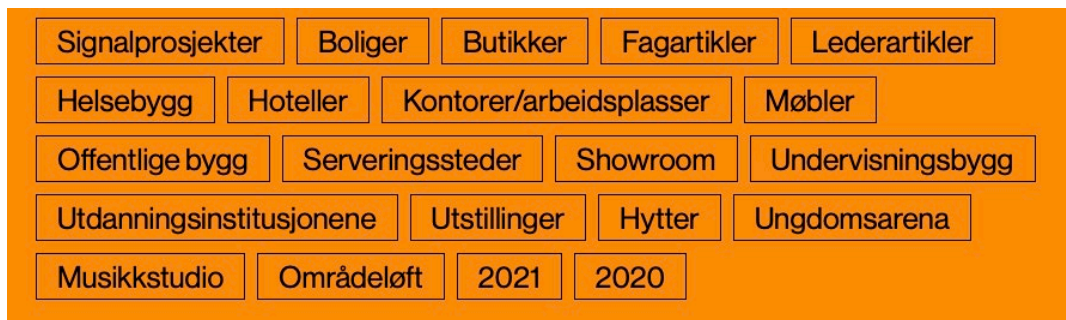 Signalprosjekter Boliger Butikker Fagartikler Lederartikler
Helsebygg Hoteller Kontorer/arbeidsplasser Møbler
Offentlige bygg Serveringssteder Showroom Undervisningsbygg
Utdanningsinstitusjonene Utstillinger Hytter Ungdomsarena
Musikkstudio Områdeløft 2021 2020